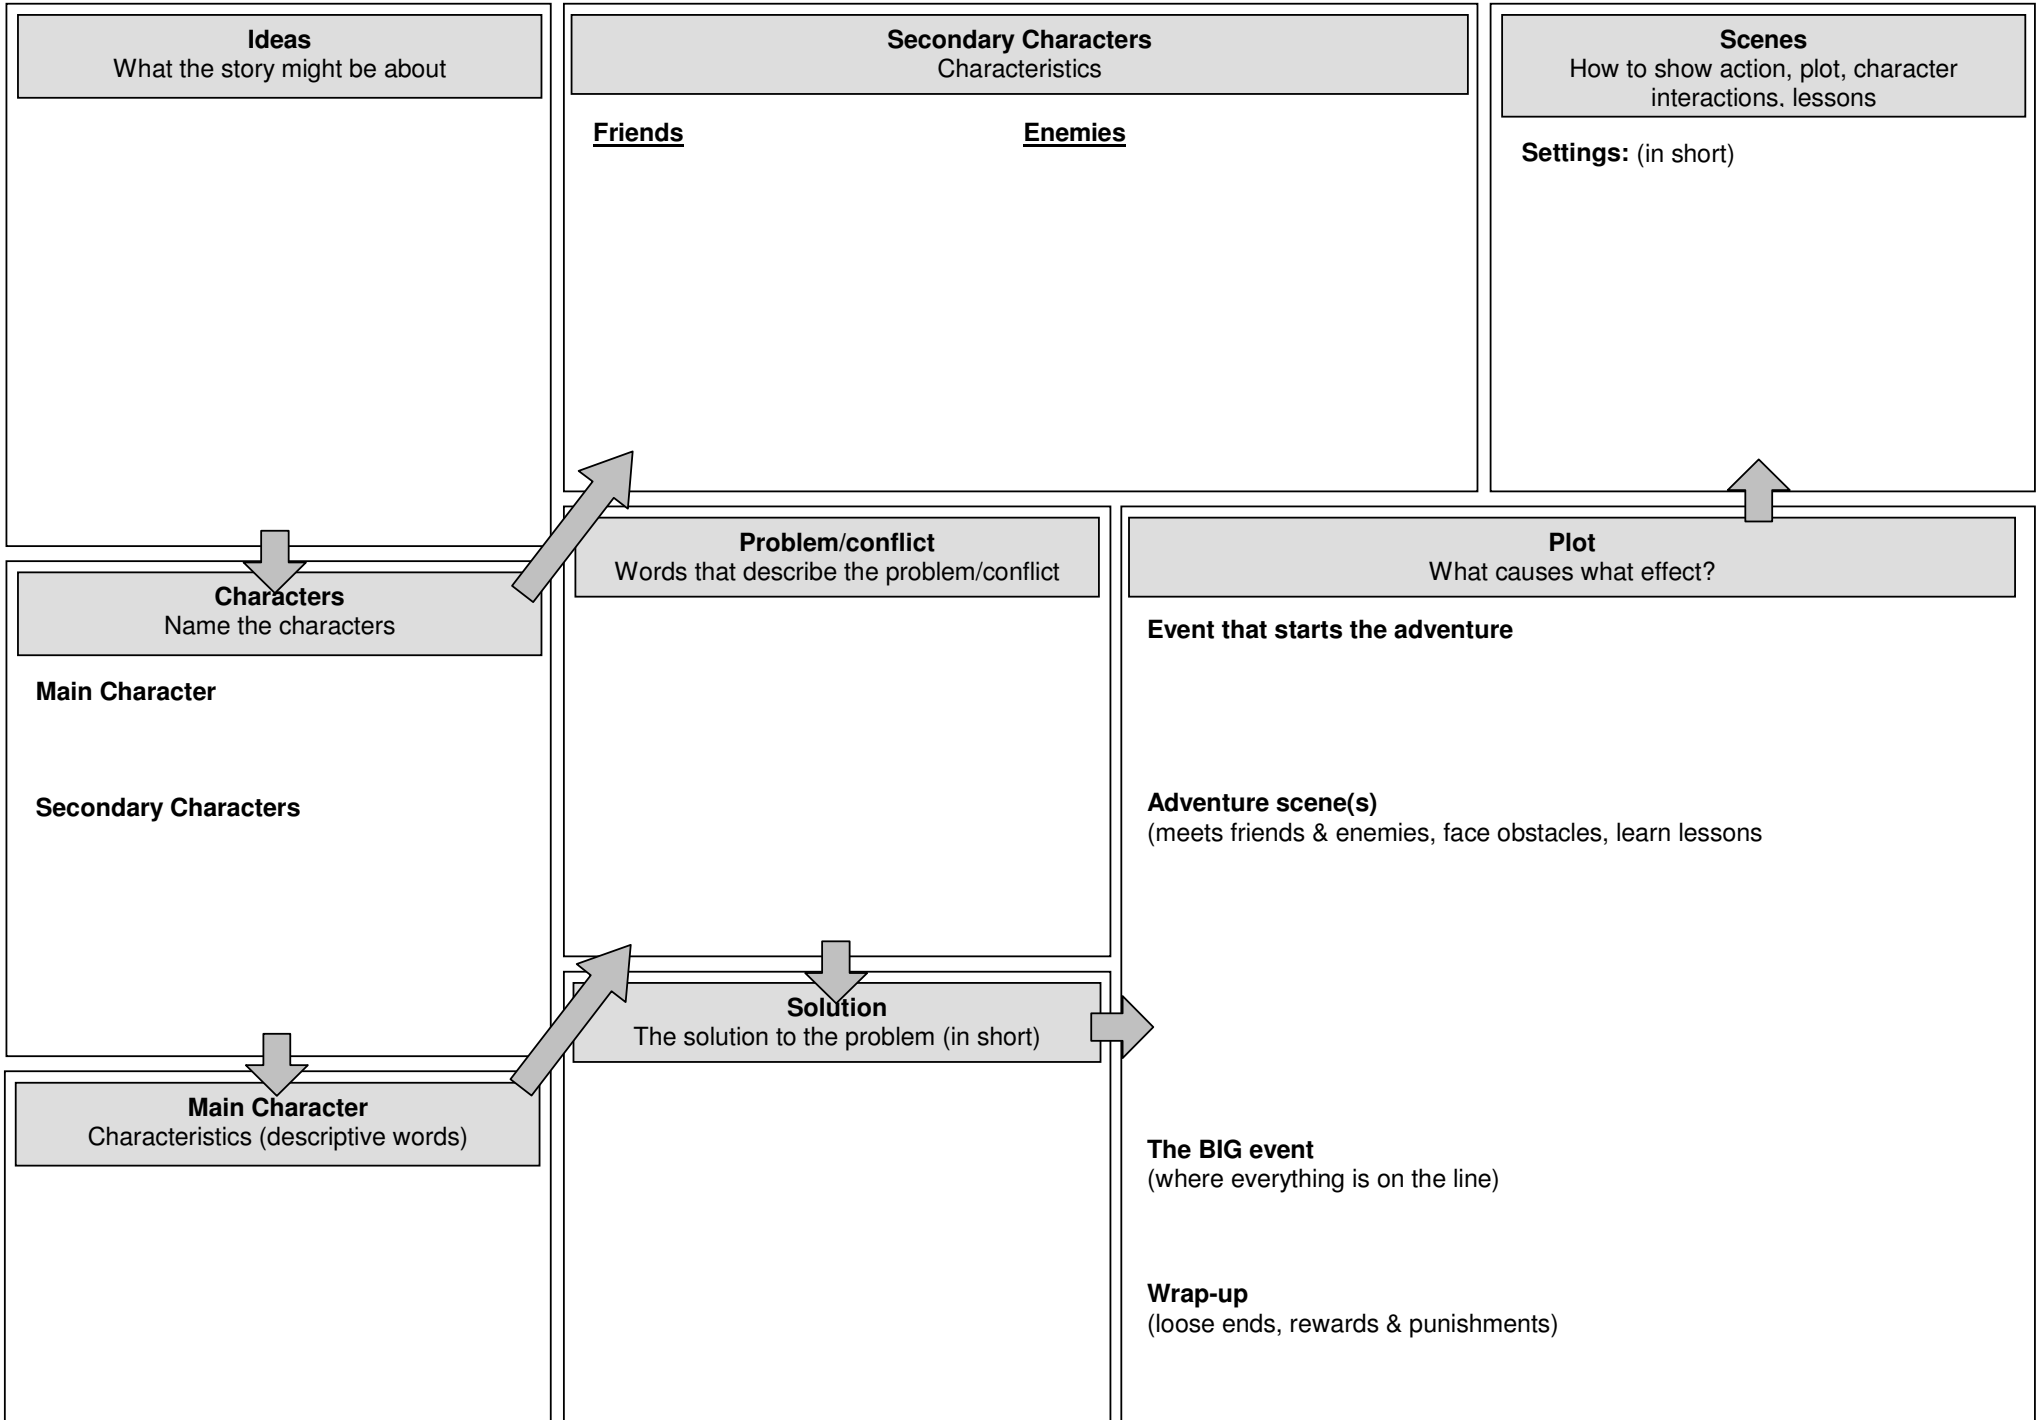 Ideas
What the story might be about
Characters
Name the characters
Main Character
Secondary Characters
Main Character
Characteristics (descriptive words)
Secondary Characters
Characteristics
Friends
Enemies
Problem/conflict
Words that describe the problem/conflict
Solution
The solution to the problem (in short)
Plot
What causes what effect?
Event that starts the adventure
Adventure scene(s)
(meets friends & enemies, face obstacles, learn lessons
The BIG event
(where everything is on the line)
Wrap-up
(loose ends, rewards & punishments)
Scenes
How to show action, plot, character
interactions, lessons
Settings: (in short)